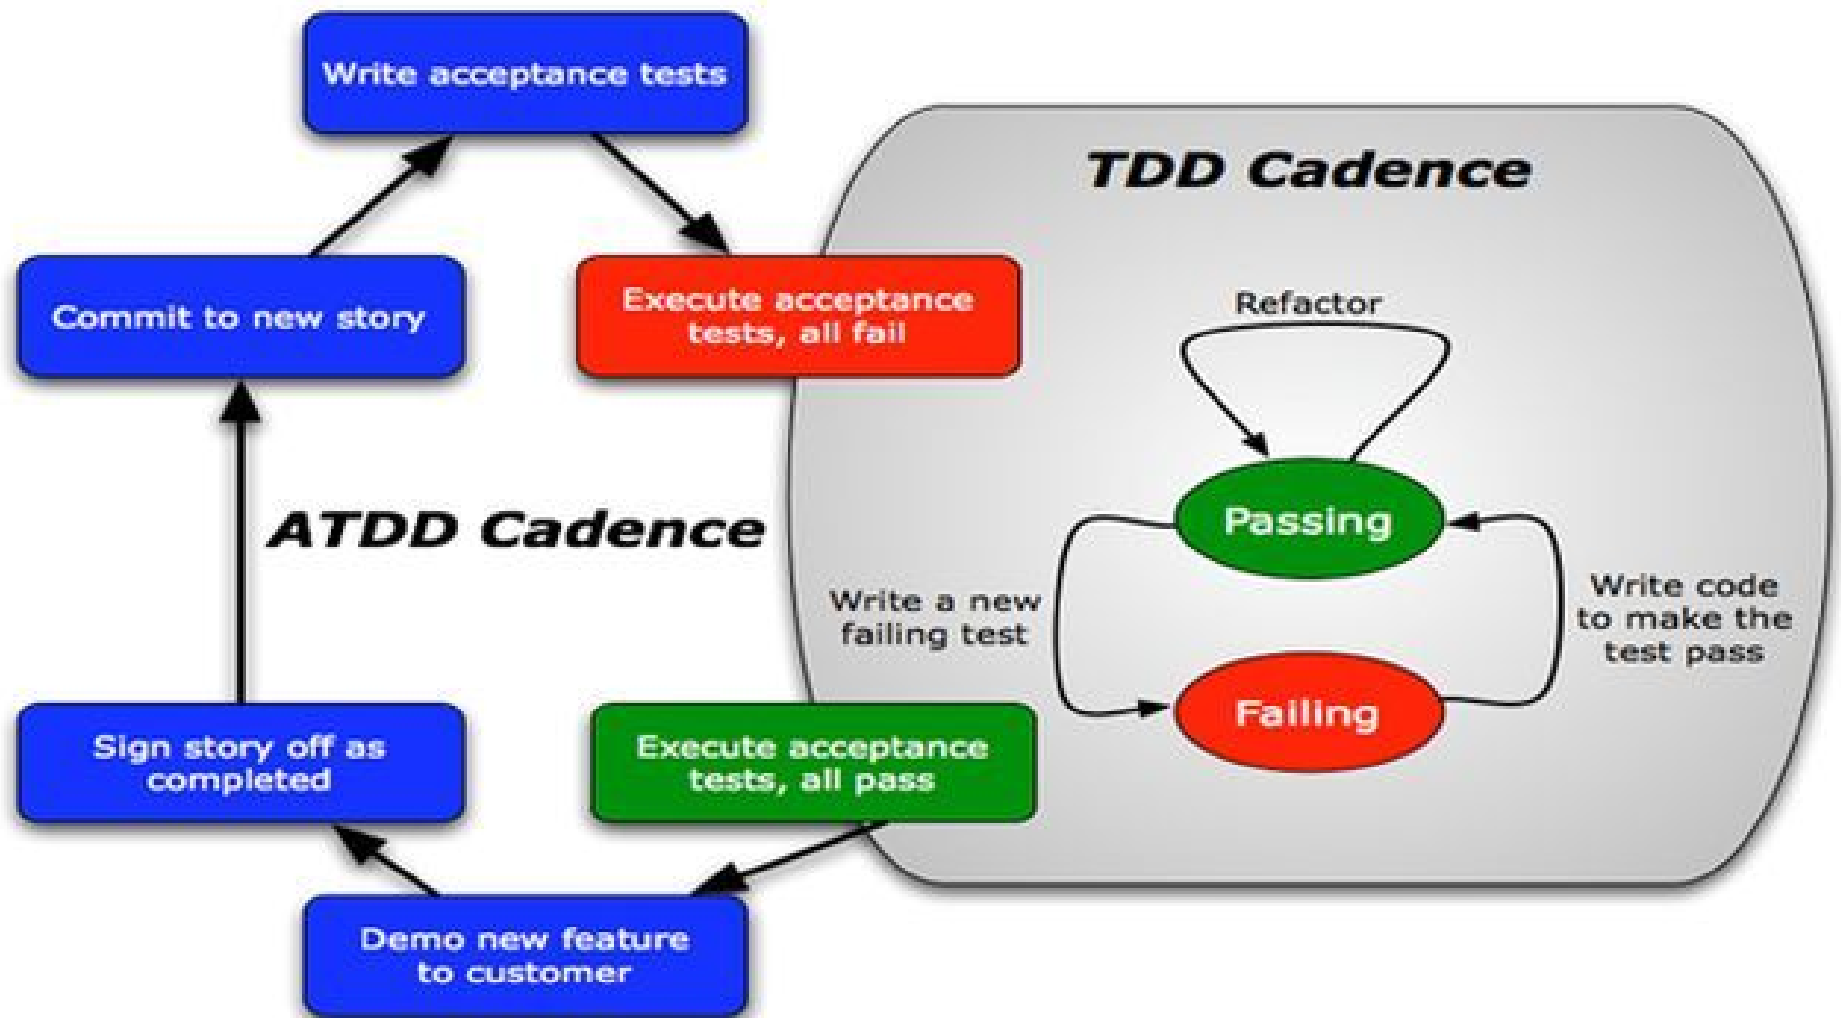 Write acceptance tests
TDD Cadence
Commit to new story
Execute acceptance
tests, all fail
Refactor
ATDD Cadence
Passing
Write a new
failing test
Write code
to make the
test pass
Failing
Sign story off as
completed
Execute acceptance
tests, all pass
Demo new feature
to customer